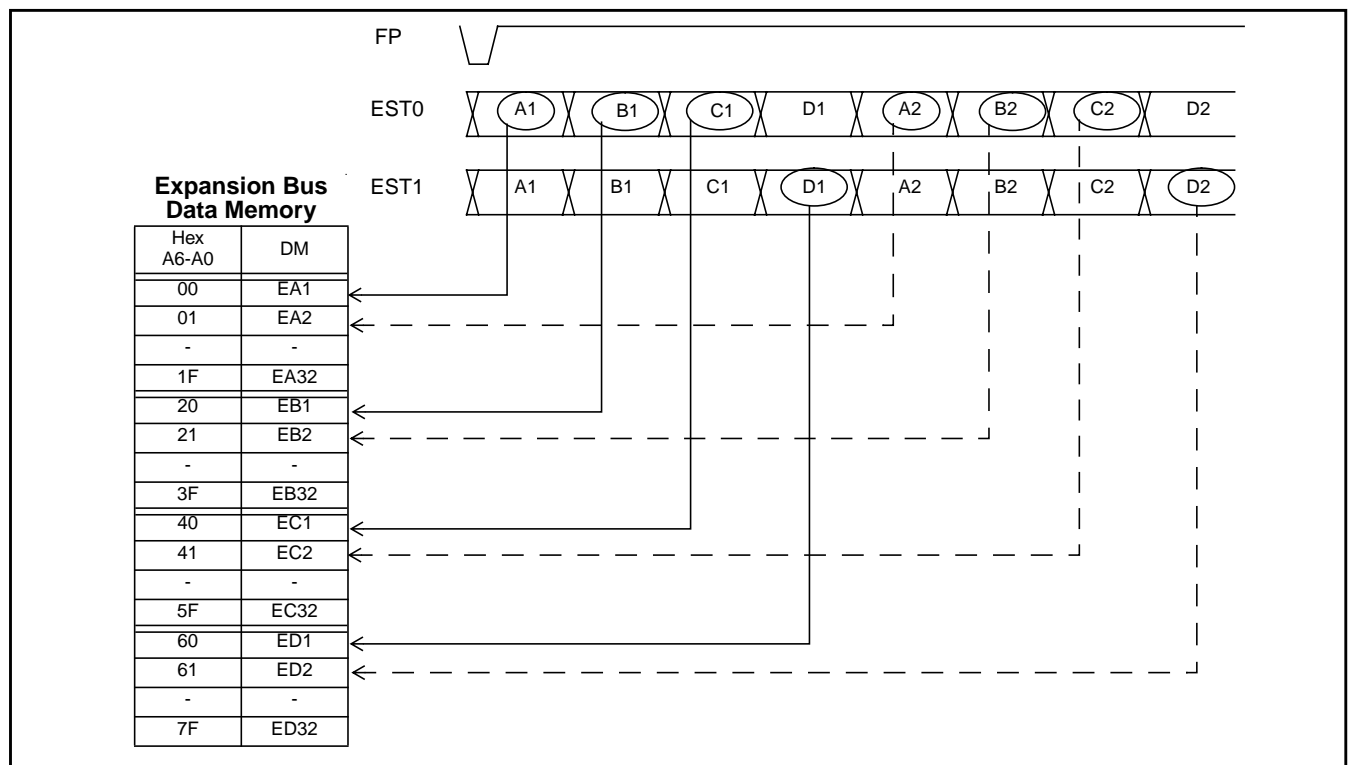 FP
EST0 A1 B1 C1 D1 A2 B2 C2 D2
EST1 A1 B1 C1 D1 A2 B2 C2 D2
Expansion Bus
Data Memory
Hex
A6-A0 DM
00 EA1
01 EA2
- -
1F EA32
20 EB1
21 EB2
- -
3F EB32
40 EC1
41 EC2
- -
5F EC32
60 ED1
61 ED2
- -
7F ED32